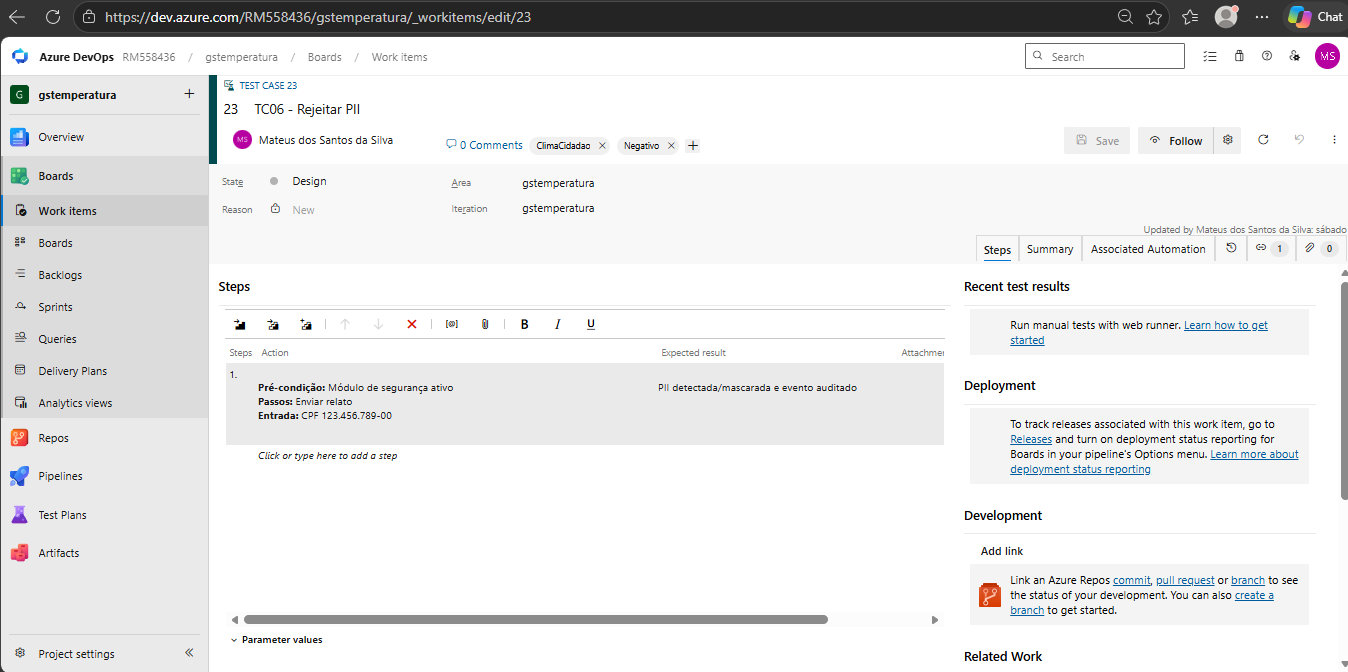 https://dev.azure.com/RM558436/gstemperatura/_workitems/edit/23
Chat
Azure DevOps RM558436 / gstemperatura / Boards / Work items
Search
MS
G gstemperatura +
Overview
Boards
Work items
Boards
Backlogs
Sprints
Queries
Delivery Plans
Analytics views
Repos
Pipelines
Test Plans
Artifacts
Project settings
TEST CASE 23
23 TC06 - Rejeitar PII
MS Mateus dos Santos da Silva
0 Comments ClimaCidadao Negativo
Save Follow
State Design Area gstemperatura
Reason New Iteration gstemperatura
Updated by Mateus dos Santos da Silva: sábado
Steps Summary Associated Automation 1 0
Steps
[@] B I U
Steps Action Expected result Attachmen
1.
Pré-condição: Módulo de segurança ativo PII detectada/mascarada e evento auditado
Passos: Enviar relato
Entrada: CPF 123.456.789-00
Click or type here to add a step
Parameter values
Recent test results
Run manual tests with web runner. Learn how to get
started
Deployment
To track releases associated with this work item, go to
Releases and turn on deployment status reporting for
Boards in your pipeline's Options menu. Learn more about
deployment status reporting
Development
Add link
Link an Azure Repos commit, pull request or branch to see
the status of your development. You can also create a
branch to get started.
Related Work